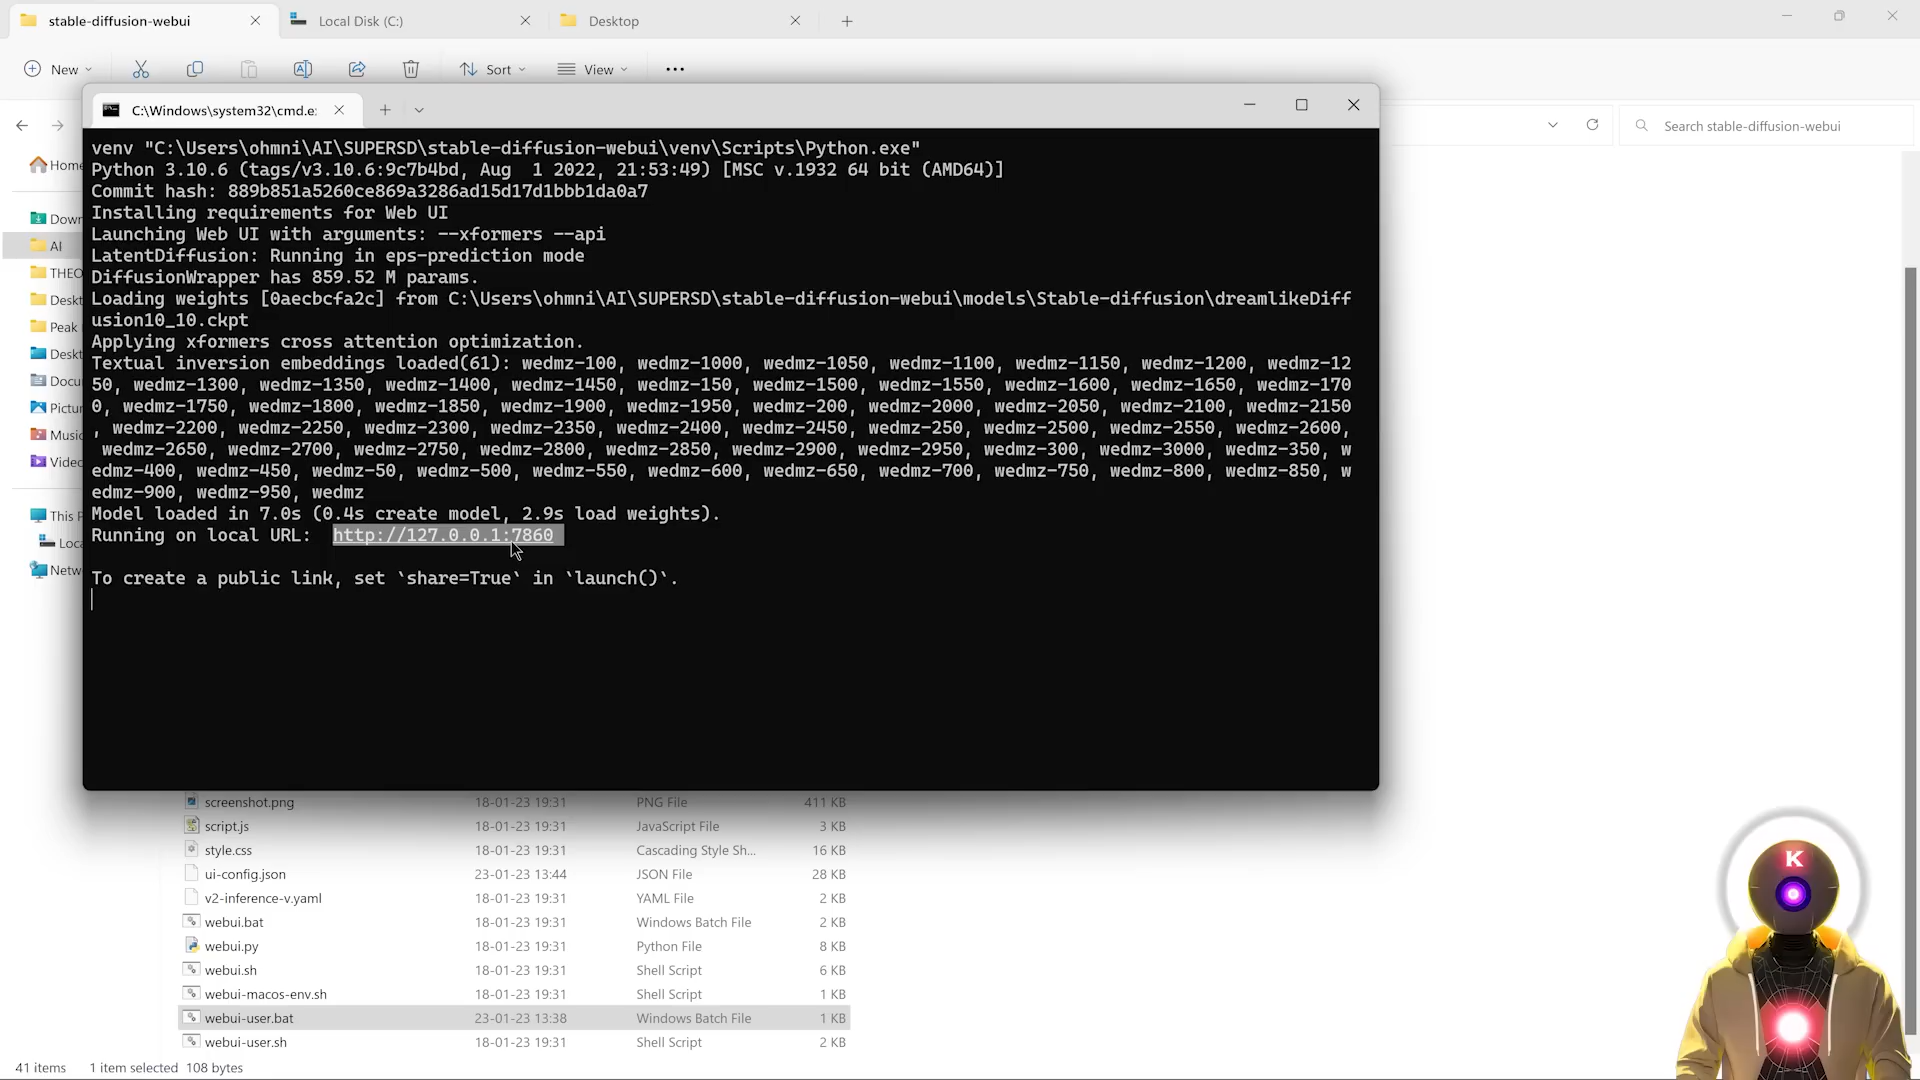 stable-diffusion-webui
Local Disk (C:)
Desktop
New
Sort
View
C:\Windows\system32\cmd.e
Search stable-diffusion-webui
venv "C:\Users\ohmni\AI\SUPERSD\stable-diffusion-webui\venv\Scripts\Python.exe"
Python 3.10.6 (tags/v3.10.6:9c7b4bd, Aug  1 2022, 21:53:49) [MSC v.1932 64 bit (AMD64)]
Commit hash: 889b851a5260ce869a3286ad15d17d1bbb1da0a7
Installing requirements for Web UI
Launching Web UI with arguments: --xformers --api
LatentDiffusion: Running in eps-prediction mode
DiffusionWrapper has 859.52 M params.
Loading weights [0aecbcfa2c] from C:\Users\ohmni\AI\SUPERSD\stable-diffusion-webui\models\Stable-diffusion\dreamlikeDiff
usion10_10.ckpt
Applying xformers cross attention optimization.
Textual inversion embeddings loaded(61): wedmz-100, wedmz-1000, wedmz-1050, wedmz-1100, wedmz-1150, wedmz-1200, wedmz-12
50, wedmz-1300, wedmz-1350, wedmz-1400, wedmz-1450, wedmz-150, wedmz-1500, wedmz-1550, wedmz-1600, wedmz-1650, wedmz-170
0, wedmz-1750, wedmz-1800, wedmz-1850, wedmz-1900, wedmz-1950, wedmz-200, wedmz-2000, wedmz-2050, wedmz-2100, wedmz-2150
, wedmz-2200, wedmz-2250, wedmz-2300, wedmz-2350, wedmz-2400, wedmz-2450, wedmz-250, wedmz-2500, wedmz-2550, wedmz-2600,
wedmz-2650, wedmz-2700, wedmz-2750, wedmz-2800, wedmz-2850, wedmz-2900, wedmz-2950, wedmz-300, wedmz-3000, wedmz-350, w
edmz-400, wedmz-450, wedmz-50, wedmz-500, wedmz-550, wedmz-600, wedmz-650, wedmz-700, wedmz-750, wedmz-800, wedmz-850, w
edmz-900, wedmz-950, wedmz
Model loaded in 7.0s (0.4s create model, 2.9s load weights).
Running on local URL:  http://127.0.0.1:7860
To create a public link, set `share=True` in `launch()`.
Home
Down
AI
THEO
Deskt
Peak
Deskt
Docu
Pictur
Music
Video
This P
Loca
Netw
screenshot.png 18-01-23 19:31 PNG File 411 KB
script.js 18-01-23 19:31 JavaScript File 3 KB
style.css 18-01-23 19:31 Cascading Style Sh... 16 KB
ui-config.json 23-01-23 13:44 JSON File 28 KB
v2-inference-v.yaml 18-01-23 19:31 YAML File 2 KB
webui.bat 18-01-23 19:31 Windows Batch File 2 KB
webui.py 18-01-23 19:31 Python File 8 KB
webui.sh 18-01-23 19:31 Shell Script 6 KB
webui-macos-env.sh 18-01-23 19:31 Shell Script 1 KB
webui-user.bat 23-01-23 13:38 Windows Batch File 1 KB
webui-user.sh 18-01-23 19:31 Shell Script 2 KB
41 items 1 item selected 108 bytes
K